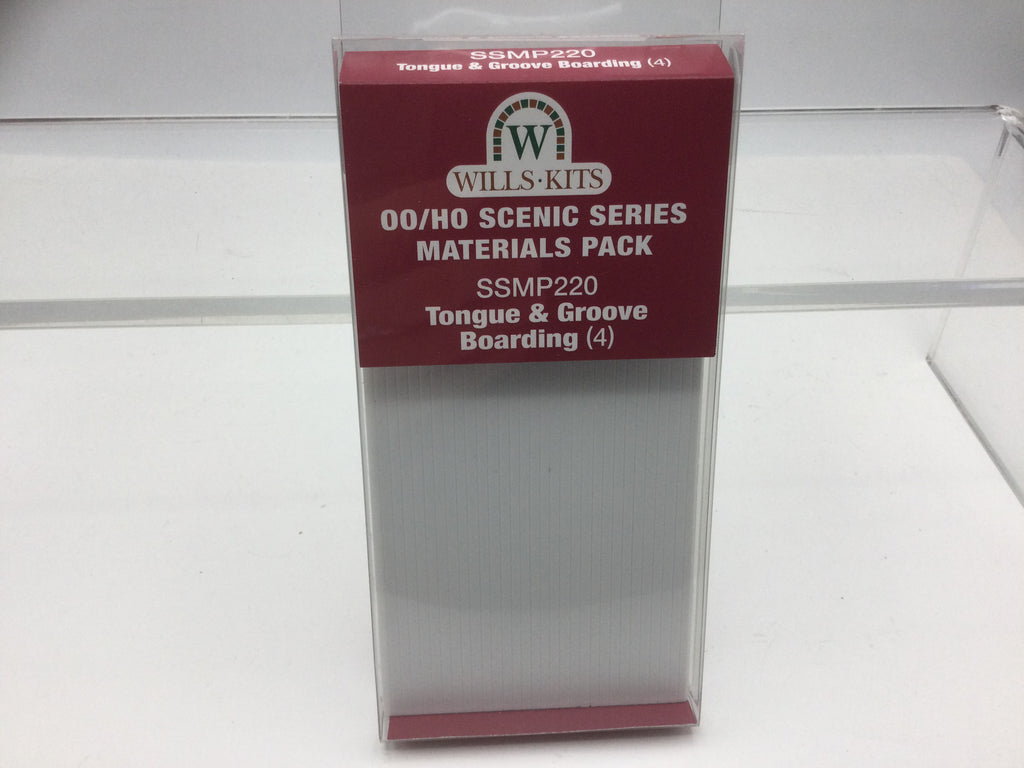 SSMP220
Tongue & Groove Boarding (4)
W
WILLS·KITS
OO/HO SCENIC SERIES
MATERIALS PACK
SSMP220
Tongue & Groove
Boarding (4)